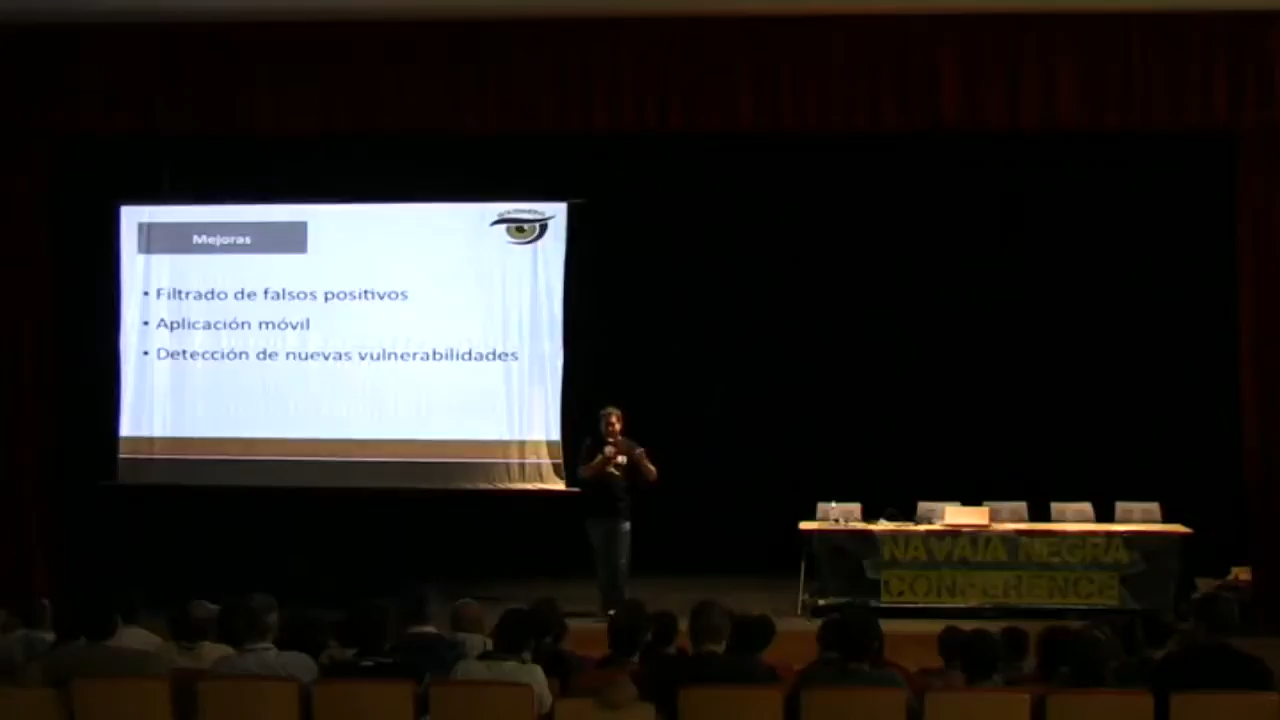 Mejoras
• Filtrado de falsos positivos
• Aplicación móvil
• Detección de nuevas vulnerabilidades
NAVAJA NEGRA
CONFERENCE